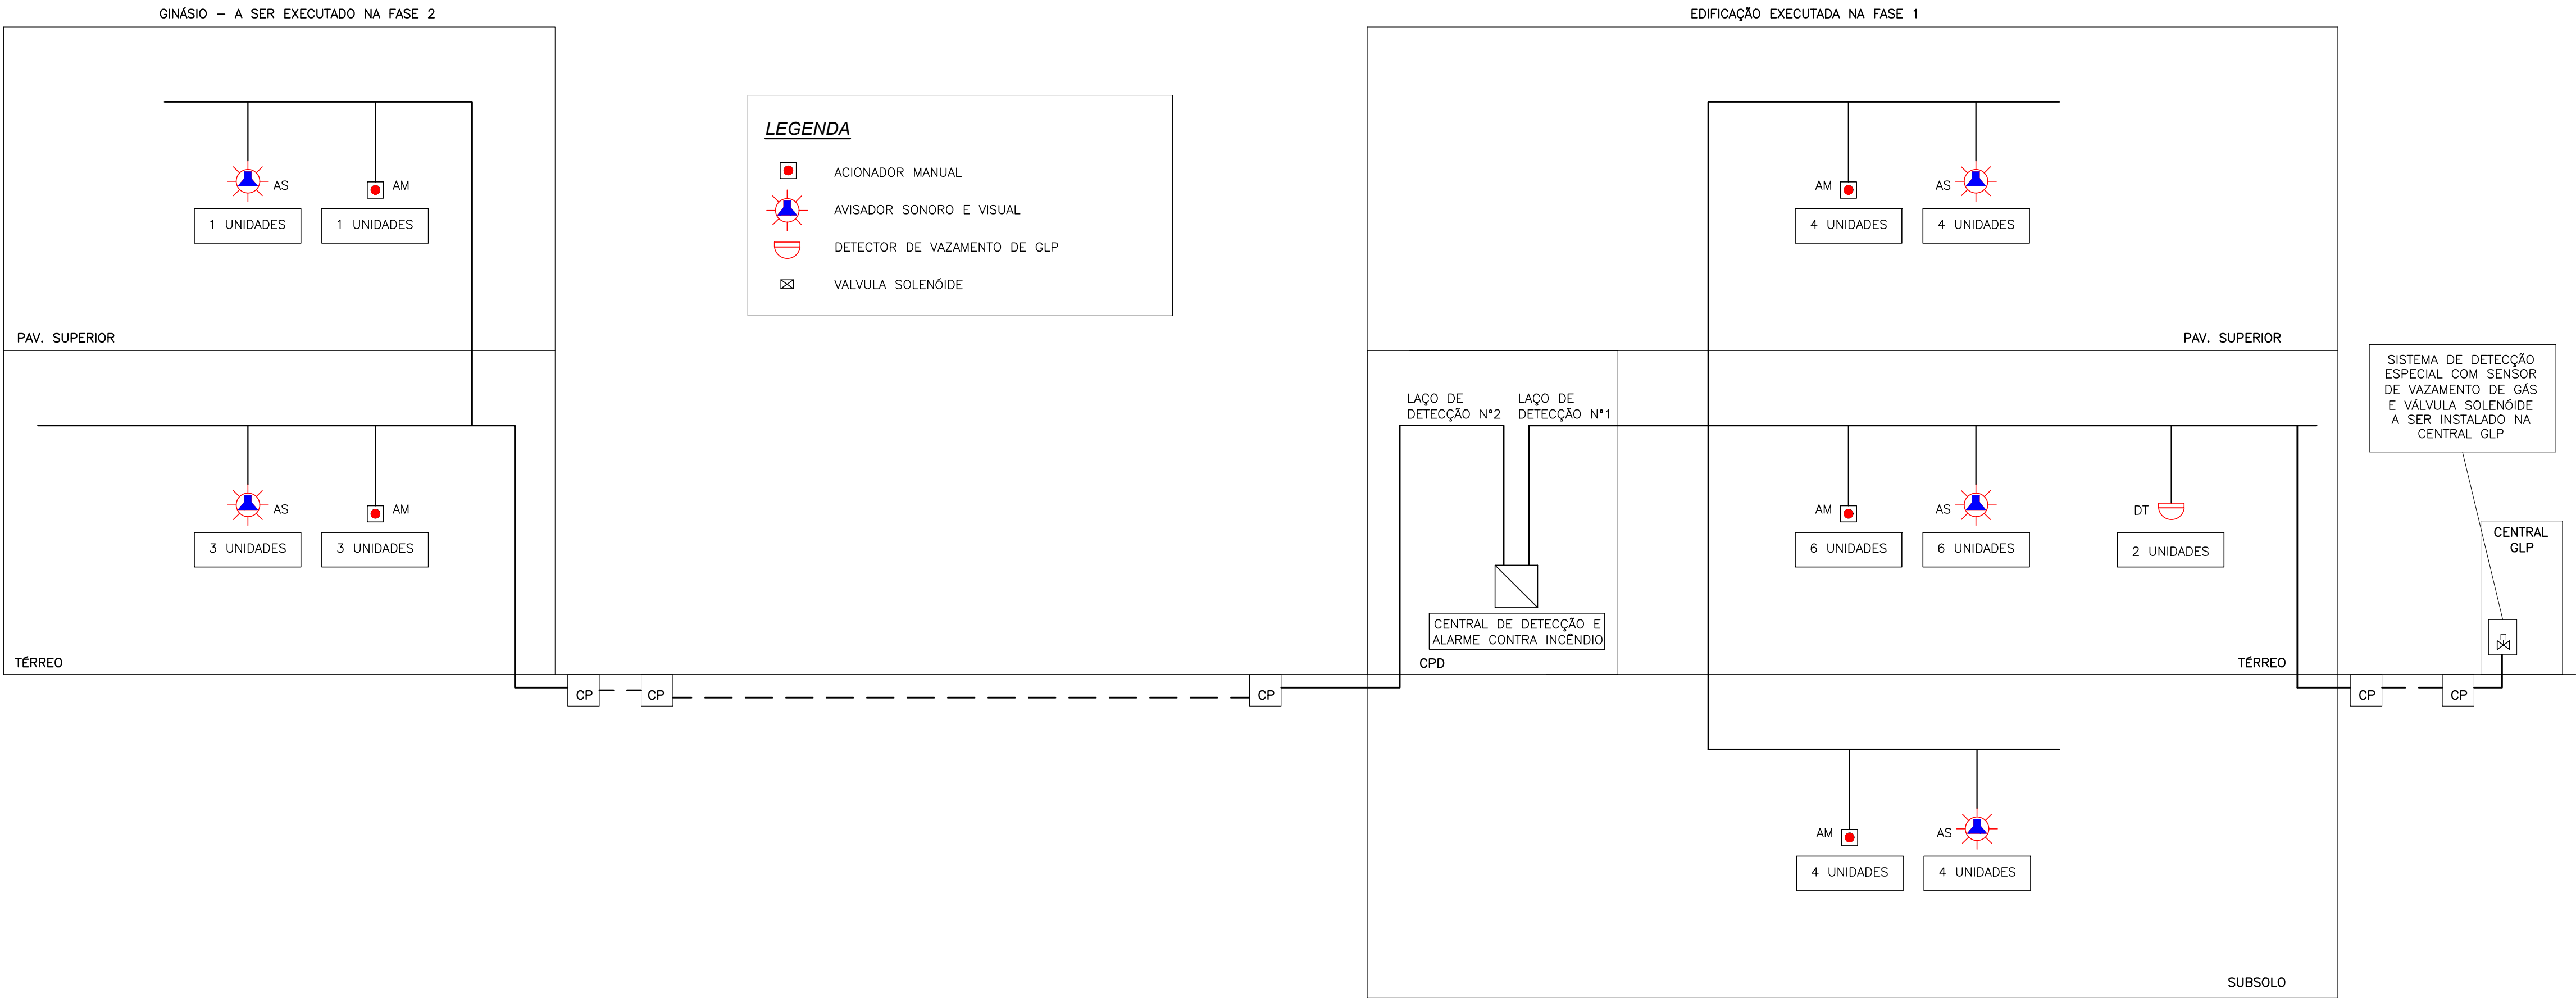 GINÁSIO – A SER EXECUTADO NA FASE 2
EDIFICAÇÃO EXECUTADA NA FASE 1
AS
AM
1 UNIDADES
1 UNIDADES
PAV. SUPERIOR
LEGENDA
ACIONADOR MANUAL
AVISADOR SONORO E VISUAL
DETECTOR DE VAZAMENTO DE GLP
VALVULA SOLENÓIDE
AM
AS
4 UNIDADES
4 UNIDADES
PAV. SUPERIOR
AS
AM
3 UNIDADES
3 UNIDADES
TÉRREO
LAÇO DE
DETECÇÃO Nº2
LAÇO DE
DETECÇÃO Nº1
CENTRAL DE DETECÇÃO E
ALARME CONTRA INCÊNDIO
CPD
AM
AS
DT
6 UNIDADES
6 UNIDADES
2 UNIDADES
TÉRREO
SISTEMA DE DETECÇÃO
ESPECIAL COM SENSOR
DE VAZAMENTO DE GÁS
E VÁLVULA SOLENÓIDE
A SER INSTALADO NA
CENTRAL GLP
CENTRAL
GLP
CP
CP
CP
CP
CP
AM
AS
4 UNIDADES
4 UNIDADES
SUBSOLO